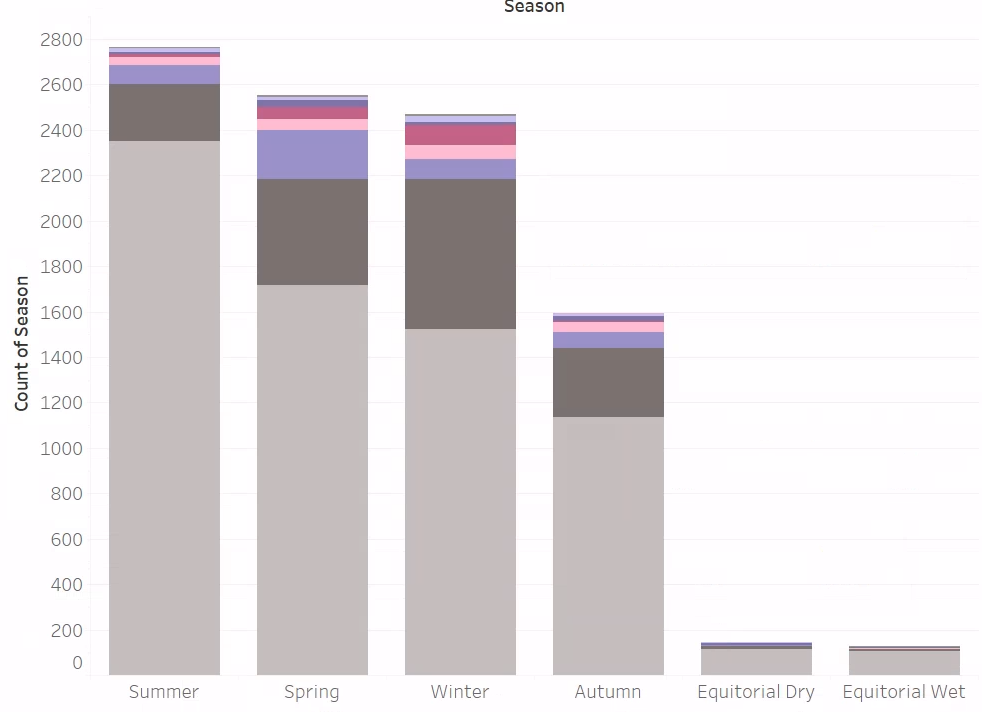 Season
2800
2600
2400
2200
2000
1800
1600
1400
1200
1000
800
600
400
200
0
Count of Season
Summer
Spring
Winter
Autumn
Equitorial Dry
Equitorial Wet